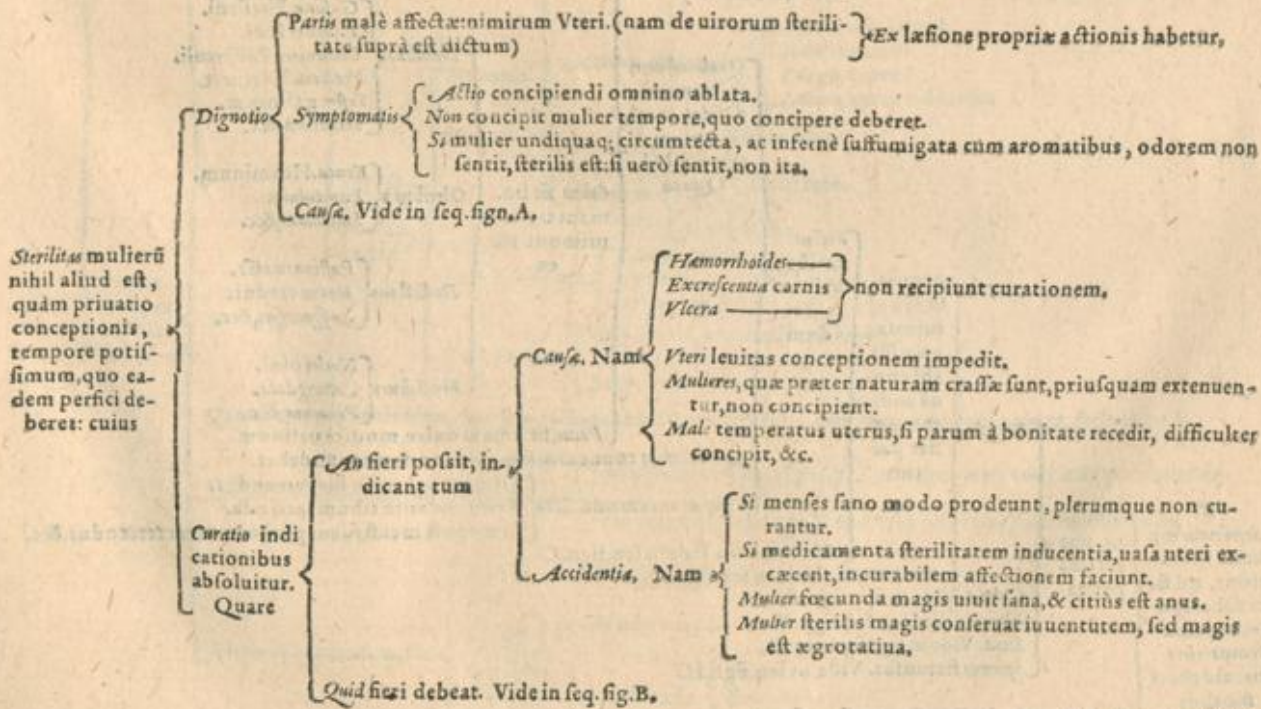 Partis malè affectæ: nimirum Vteri. (nam de uirorum sterili-
tate suprà est dictum)
Ex læsione propriæ actionis habetur,
Dignotio
Symptomatis
Actio concipiendi omnino ablata.
Non concipit mulier tempore, quo concipere deberet.
Si mulier undiquaq; circumtecta, ac infernè suffumigata cum aromatibus, odorem non
sentit, sterilis est: si uerò sentit, non ita.
Causæ. Vide in seq. sign. A.
Sterilitas mulierũ
nihil aliud est,
quàm priuatio
conceptionis,
tempore potis-
simum, quo ea-
dem perfici de-
beret: cuius
Curatio indi
cationibus
absoluitur.
Quare
An fieri possit, in-
dicant tum
Causæ. Nam
Hæmorrhoides
Excrescentia carnis
Vlcera
non recipiunt curationem.
Vteri leuitas conceptionem impedit.
Mulieres, quæ præter naturam crassæ sunt, priusquam extenuen-
tur, non concipient.
Malè temperatus uterus, si parum á bonitate recedit, difficulter
concipit, &c.
Accidentia. Nam
Si menses sano modo prodeunt, plerumque non cu-
rantur.
Si medicamenta sterilitatem inducentia, uasa uteri ex-
cæcent, incurabilem affectionem faciunt.
Mulier fœcunda magis uiuit sana, & citiùs est anus.
Mulier sterilis magis conseruat iuuentutem, sed magis
est ægrotatiua.
Quid fieri debeat. Vide in seq. fig. B.